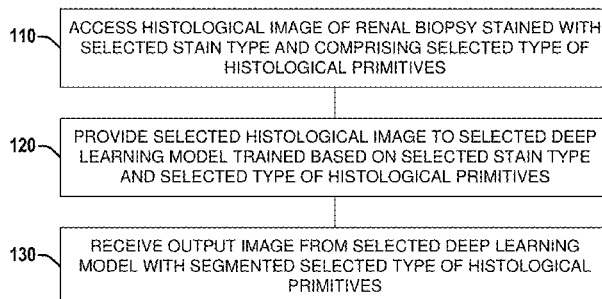 110
ACCESS HISTOLOGICAL IMAGE OF RENAL BIOPSY STAINED WITH
SELECTED STAIN TYPE AND COMPRISING SELECTED TYPE OF
HISTOLOGICAL PRIMITIVES
120
PROVIDE SELECTED HISTOLOGICAL IMAGE TO SELECTED DEEP
LEARNING MODEL TRAINED BASED ON SELECTED STAIN TYPE
AND SELECTED TYPE OF HISTOLOGICAL PRIMITIVES
130
RECEIVE OUTPUT IMAGE FROM SELECTED DEEP LEARNING
MODEL WITH SEGMENTED SELECTED TYPE OF HISTOLOGICAL
PRIMITIVES